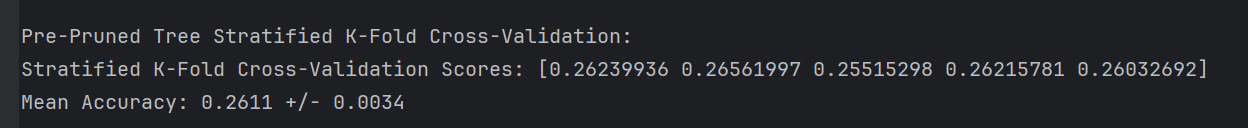 Pre-Pruned Tree Stratified K-Fold Cross-Validation:
Stratified K-Fold Cross-Validation Scores: [0.26239936 0.26561997 0.25515298 0.26215781 0.26032692]
Mean Accuracy: 0.2611 +/- 0.0034